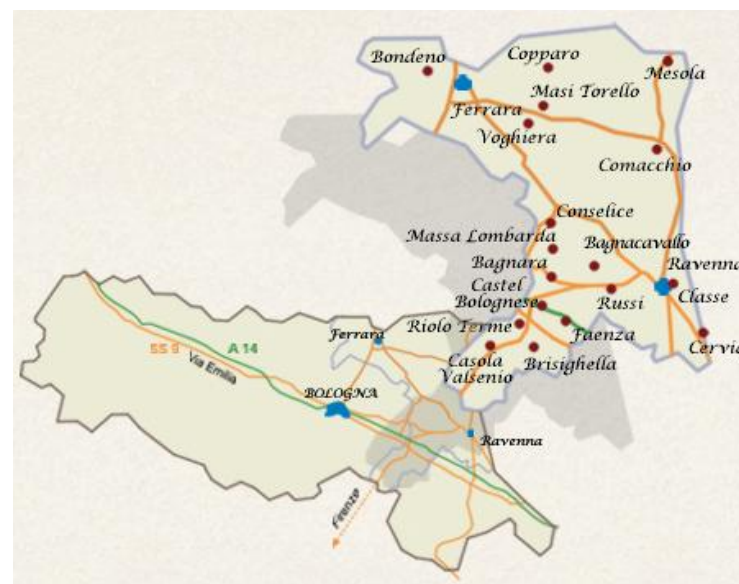 Bondeno
Copparo
Mesola
Masi Torello
Ferrara
Voghiera
Comacchio
Conselice
Massa Lombarda
Bagnacavallo
Bagnara
Ravenna
Castel
Bolognese
Russi
Classe
Riolo Terme
Faenza
Cervia
Casola
Valsenio
Brisighella
Ferrara
SS 9
A 14
Via Emilia
BOLOGNA
Ravenna
Firenze